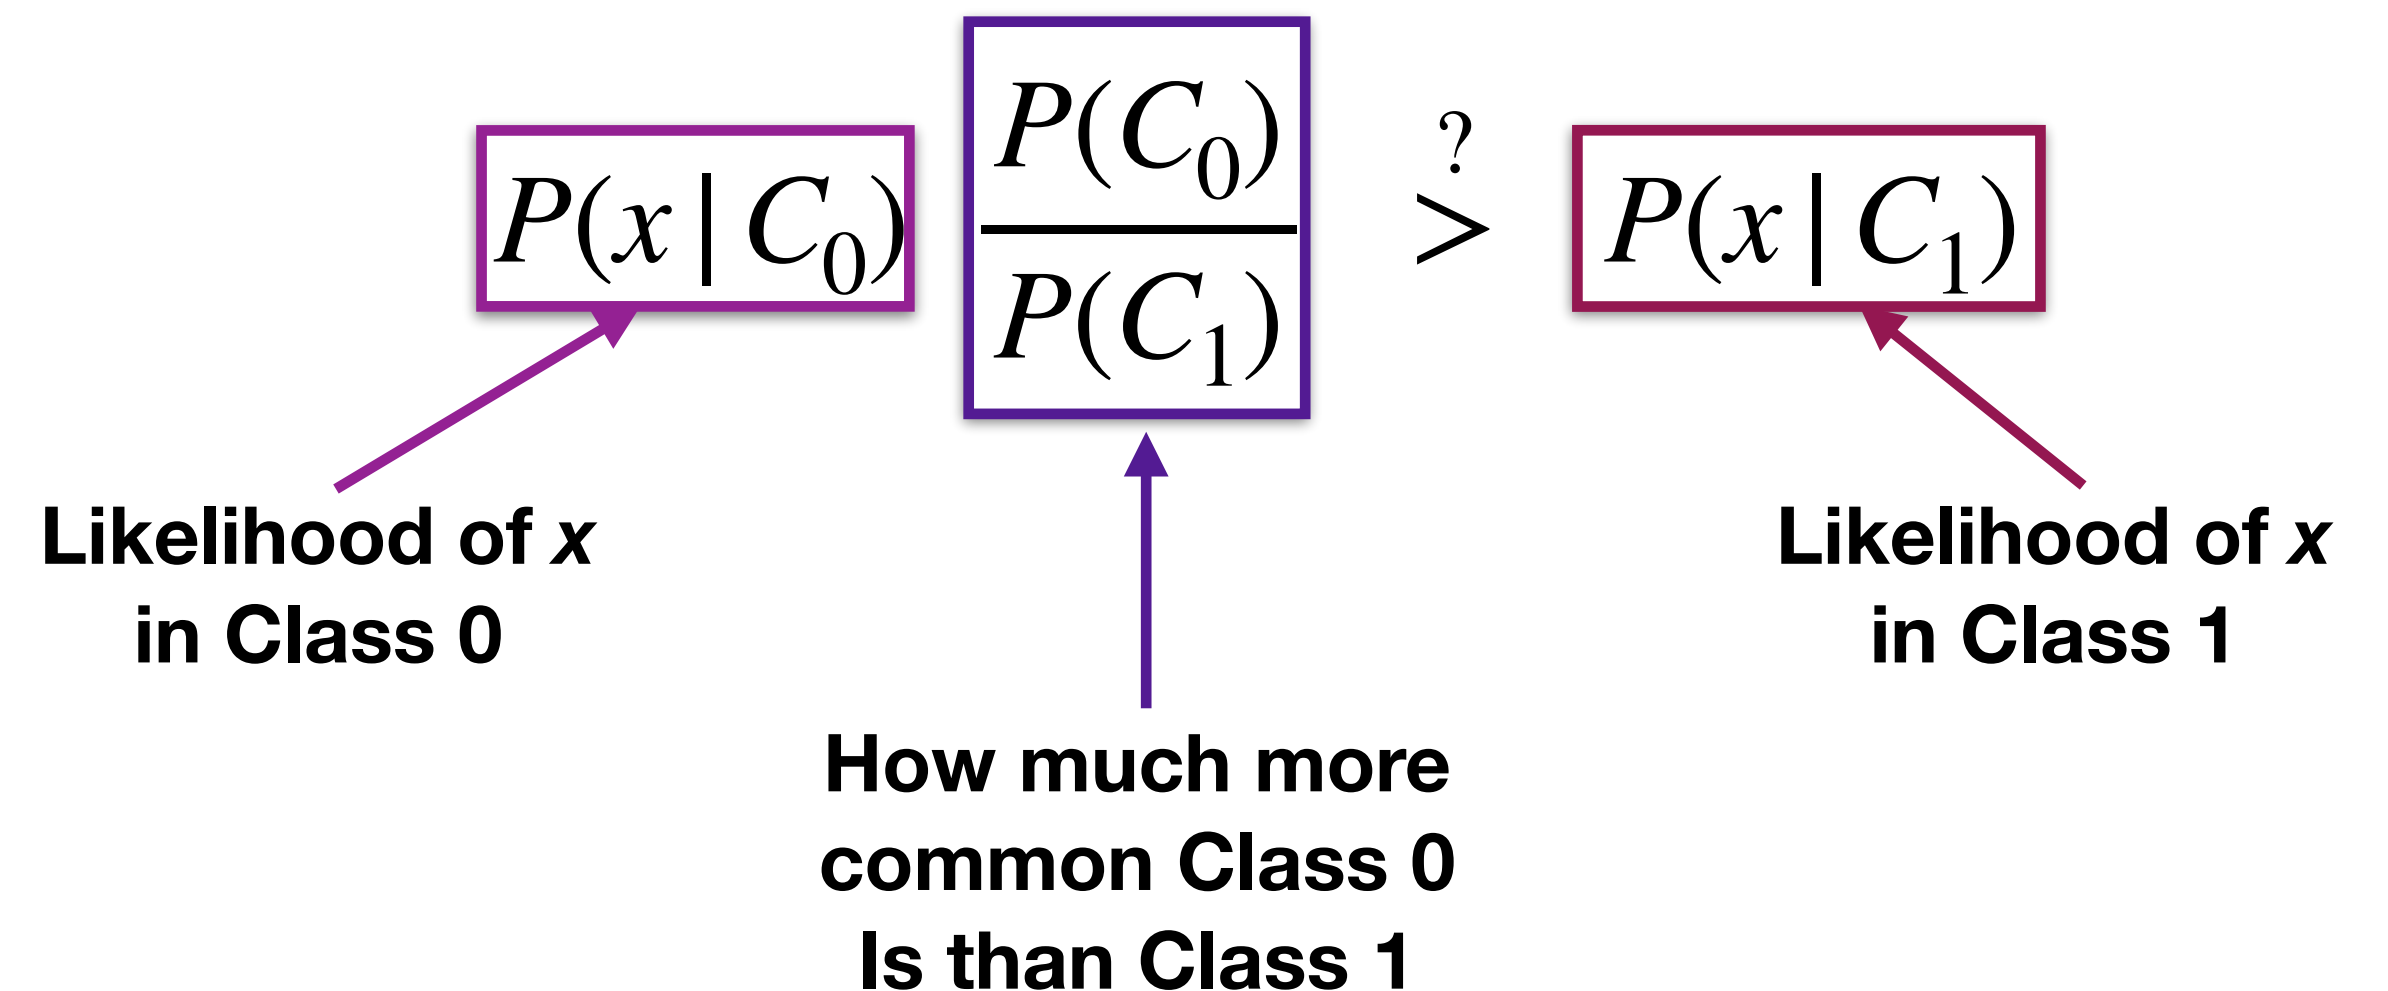 P(x | C₀) P(C₀)/P(C₁) >? P(x | C₁)
Likelihood of x
in Class 0
Likelihood of x
in Class 1
How much more
common Class 0
Is than Class 1